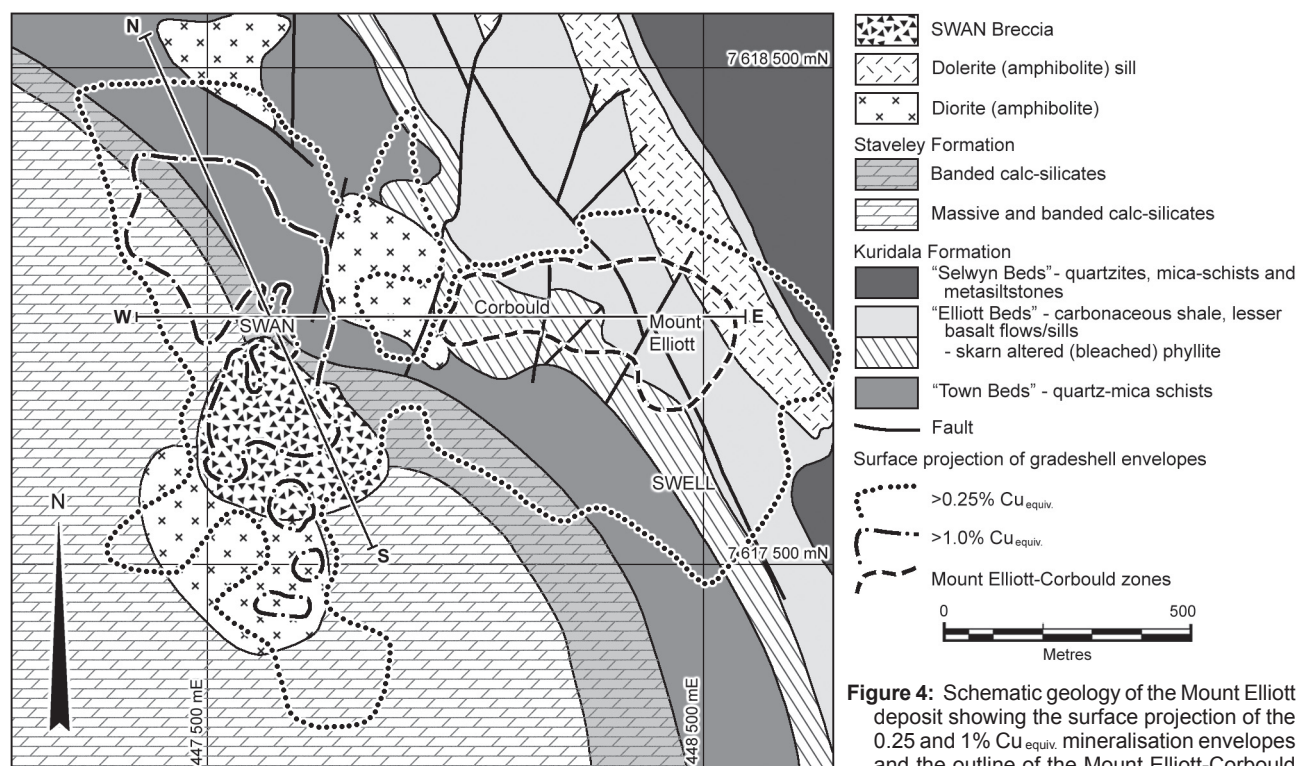 N
7 618 500 mN
W
SWAN
Corbould
Mount
Elliott
E
SWELL
N
7 617 500 mN
S
447 500 mE
448 500 mE
SWAN Breccia
Dolerite (amphibolite) sill
Diorite (amphibolite)
Staveley Formation
Banded calc-silicates
Massive and banded calc-silicates
Kuridala Formation
“Selwyn Beds” - quartzites, mica-schists and
metasiltstones
“Elliott Beds” - carbonaceous shale, lesser
basalt flows/sills
- skarn altered (bleached) phyllite
“Town Beds” - quartz-mica schists
Fault
Surface projection of gradeshell envelopes
>0.25% Cu equiv.
>1.0% Cu equiv.
Mount Elliott-Corbould zones
0 500
Metres
Figure 4: Schematic geology of the Mount Elliott
deposit showing the surface projection of the
0.25 and 1% Cu equiv. mineralisation envelopes
and the outline of the Mount Elliott-Corbould